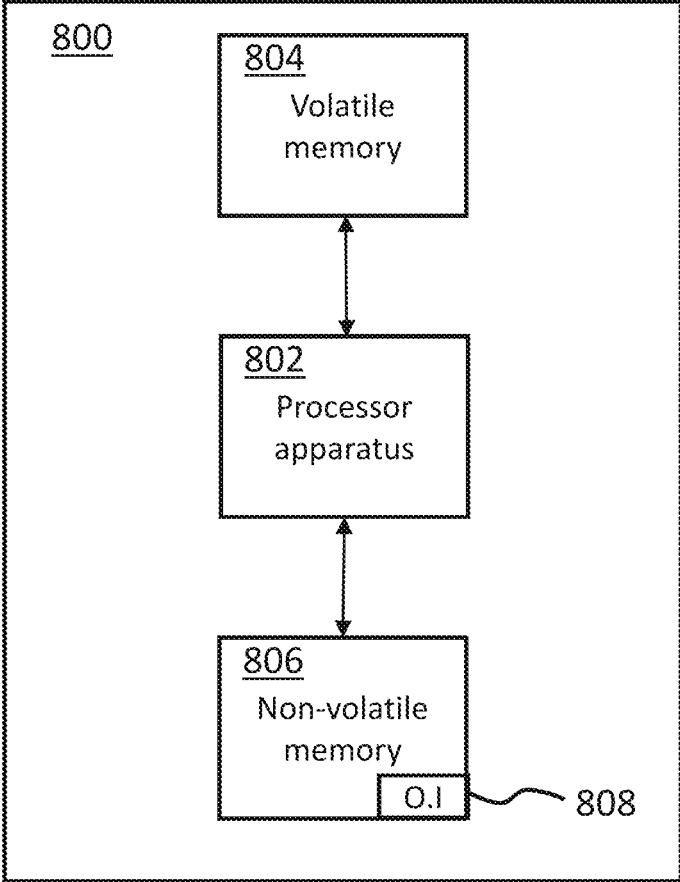 800
804
Volatile
memory
802
Processor
apparatus
806
Non-volatile
memory
O.I
808